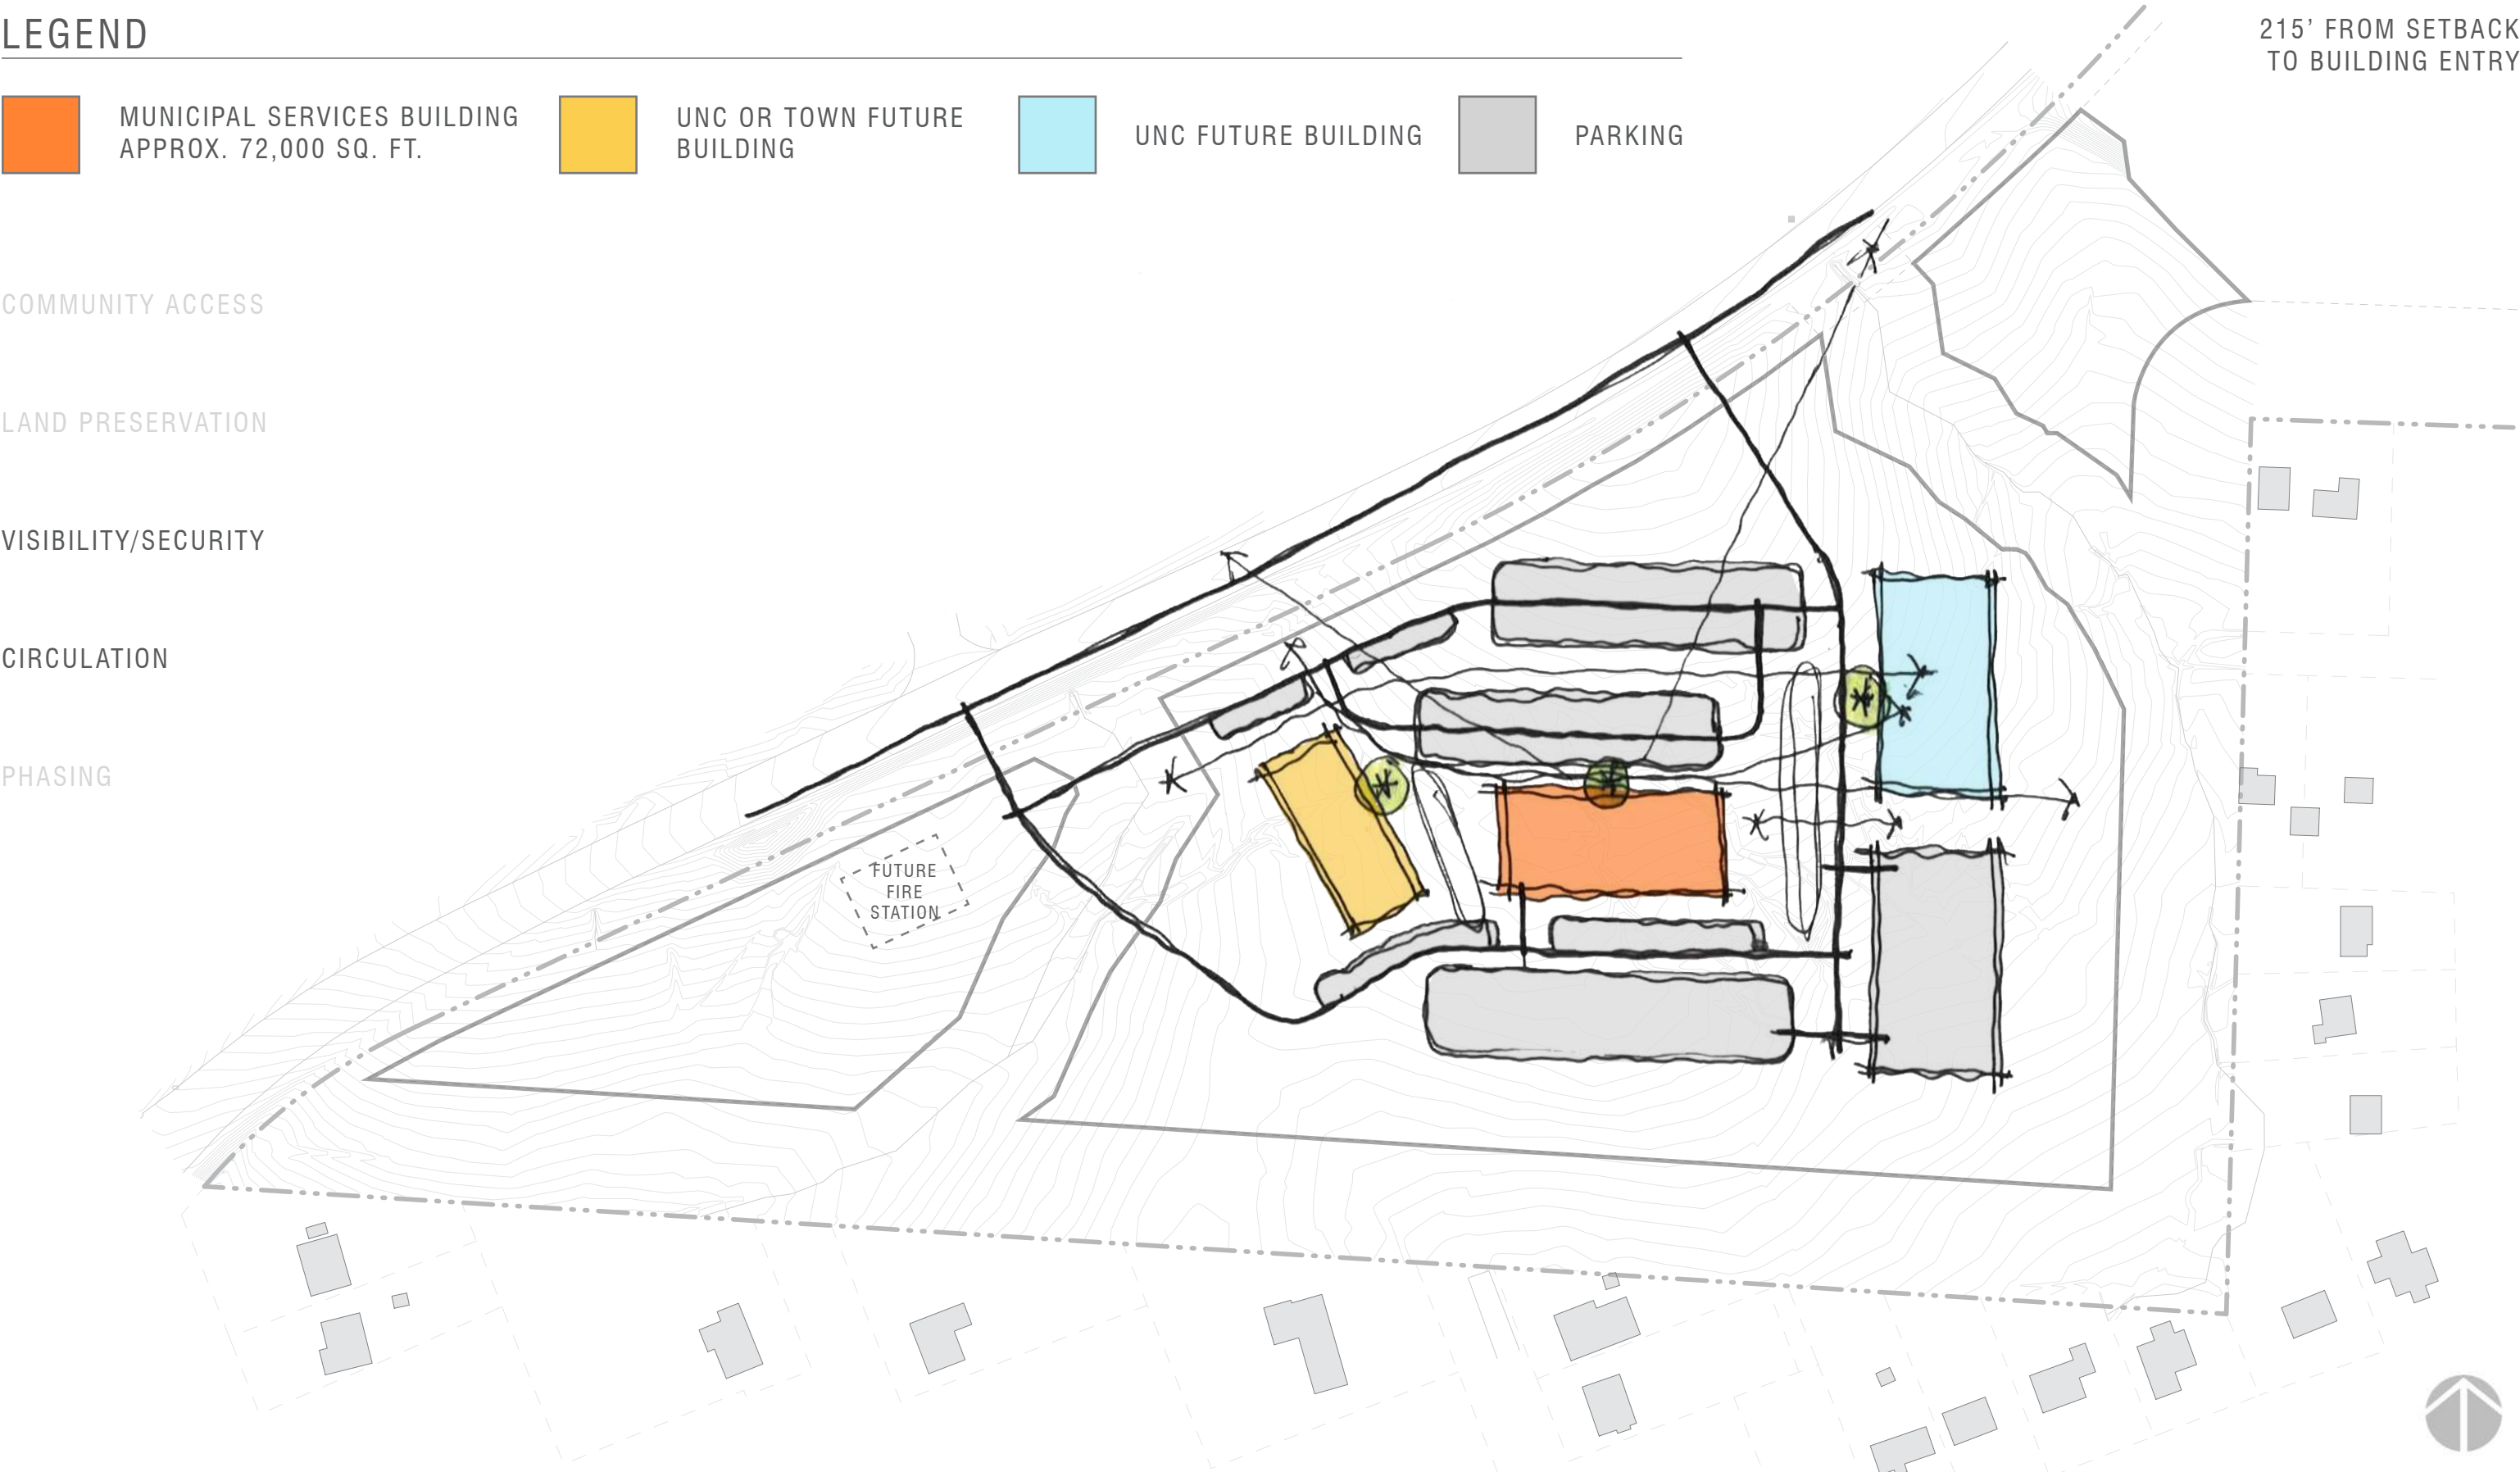 LEGEND
215’ FROM SETBACK
TO BUILDING ENTRY
MUNICIPAL SERVICES BUILDING
APPROX. 72,000 SQ. FT.
UNC OR TOWN FUTURE
BUILDING
UNC FUTURE BUILDING
PARKING
COMMUNITY ACCESS
LAND PRESERVATION
VISIBILITY/SECURITY
CIRCULATION
PHASING
FUTURE
FIRE
STATION